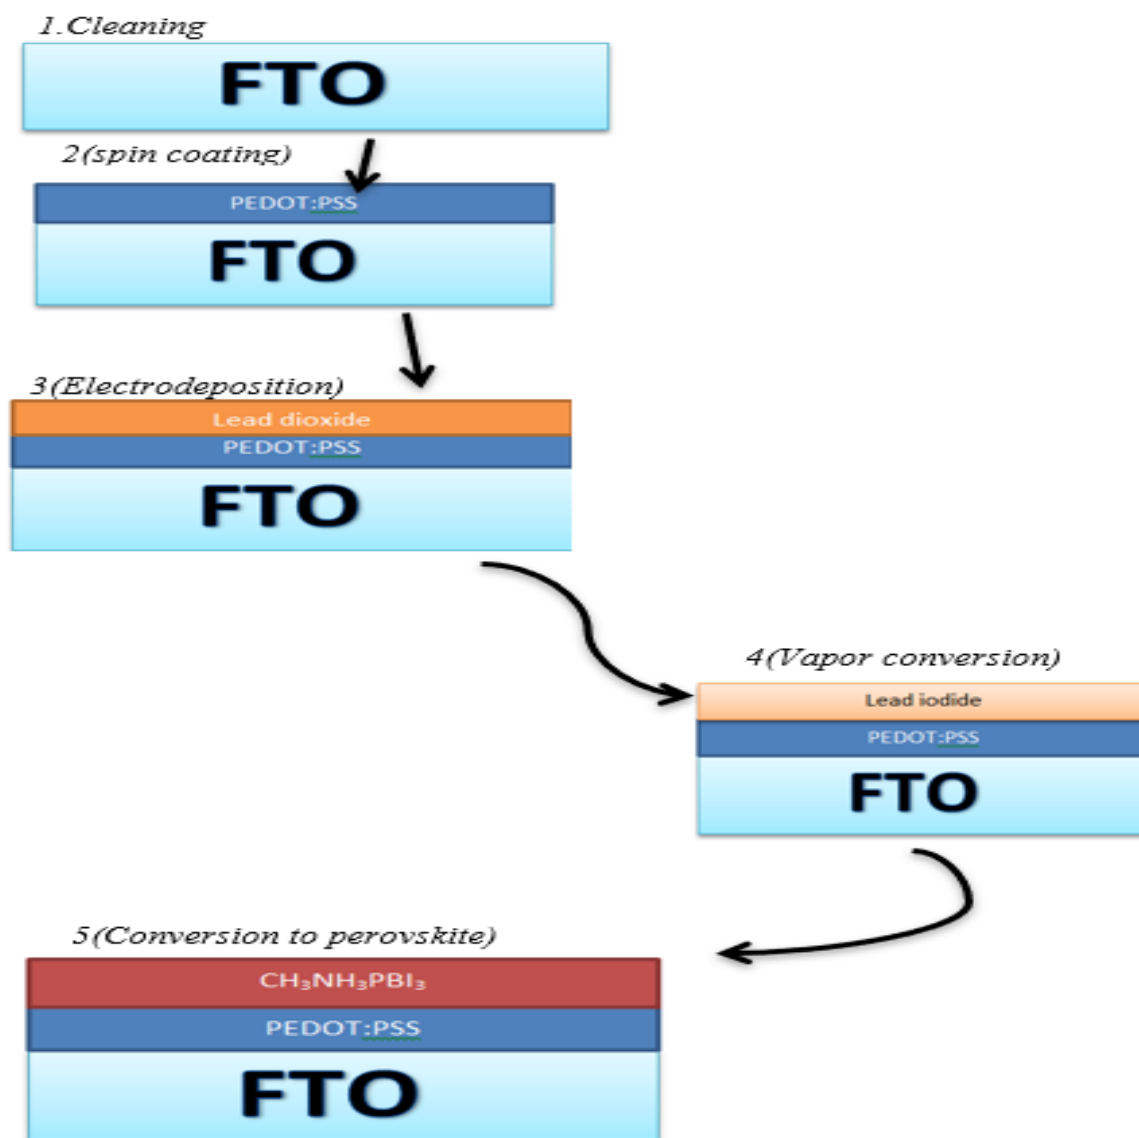 1.Cleaning
FTO
2(spin coating)
PEDOT:PSS
FTO
3(Electrodeposition)
Lead dioxide
PEDOT:PSS
FTO
4(Vapor conversion)
Lead iodide
PEDOT:PSS
FTO
5(Conversion to perovskite)
CH₃NH₃PBI₃
PEDOT:PSS
FTO